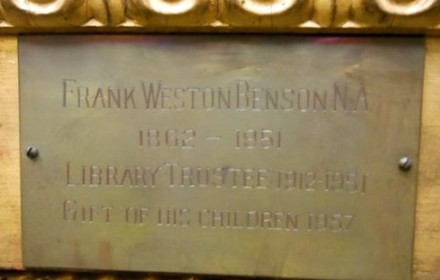 FRANK WESTON BENSON N.A.
1862 - 1951
LIBRARY TRUSTEE 1912-1951
GIFT OF HIS CHILDREN 1957